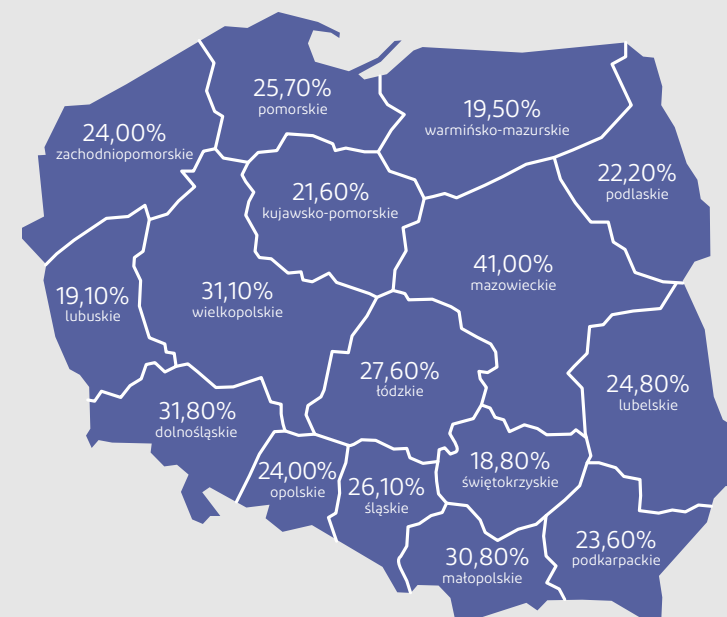 25,70%
pomorskie
19,50%
warmińsko-mazurskie
24,00%
zachodniopomorskie
22,20%
podlaskie
21,60%
kujawsko-pomorskie
41,00%
mazowieckie
19,10%
lubuskie
31,10%
wielkopolskie
27,60%
łódzkie
24,80%
lubelskie
31,80%
dolnośląskie
24,00%
opolskie
26,10%
śląskie
18,80%
świętokrzyskie
30,80%
małopolskie
23,60%
podkarpackie